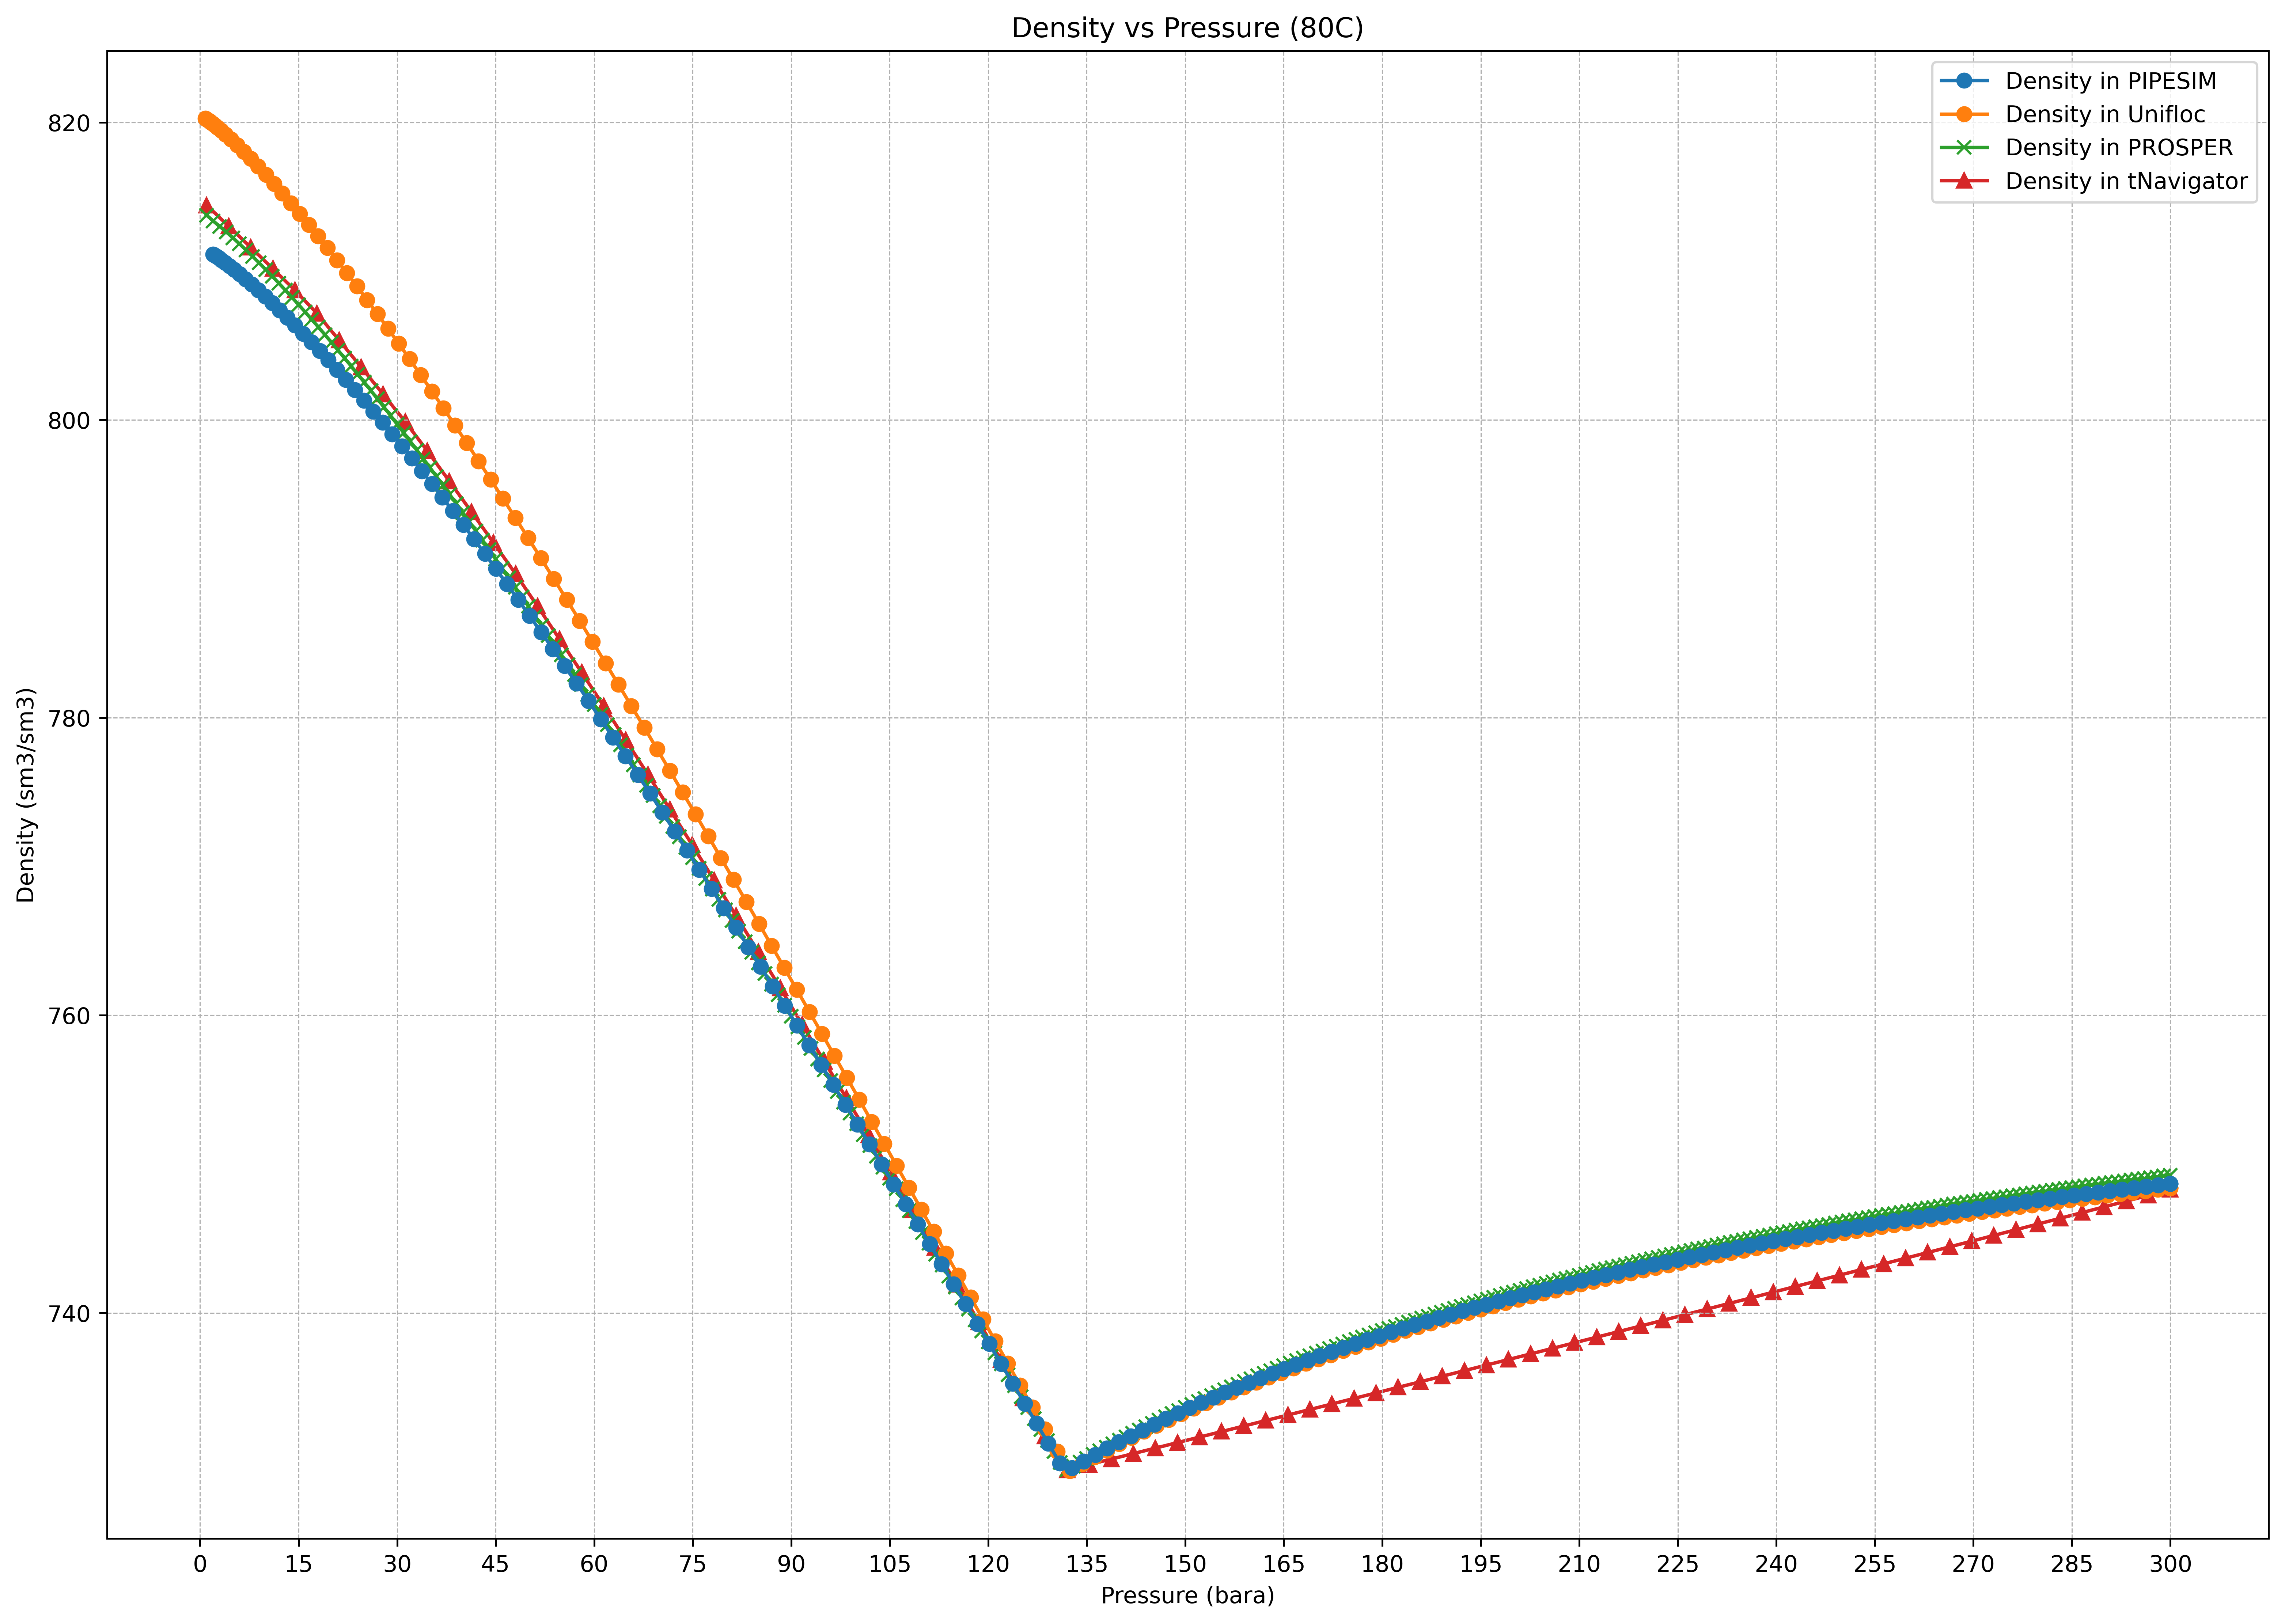 Density vs Pressure (80C)
Density in PIPESIM
Density in Unifloc
Density in PROSPER
Density in tNavigator
820
800
780
760
740
Density (sm3/sm3)
0 15 30 45 60 75 90 105 120 135 150 165 180 195 210 225 240 255 270 285 300
Pressure (bara)